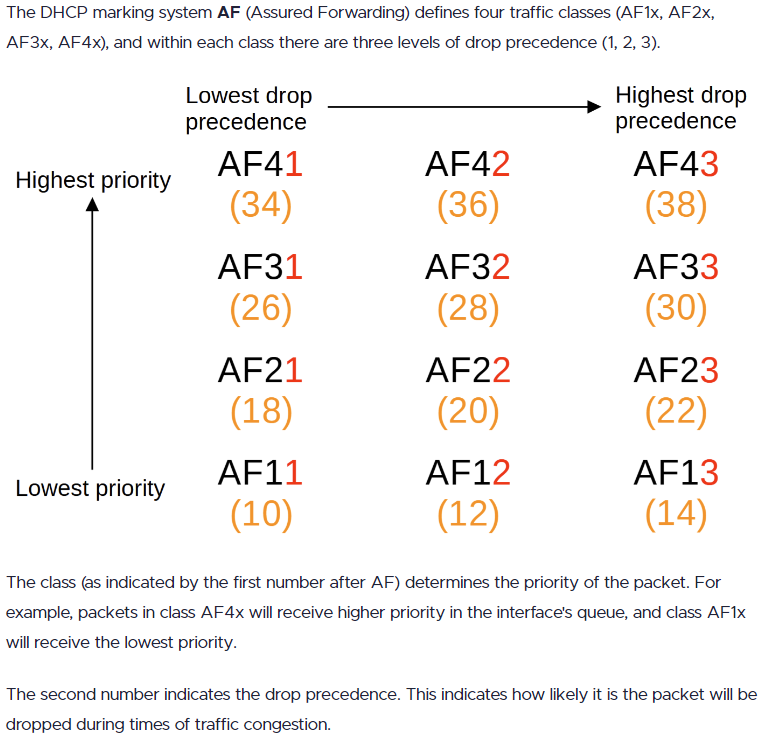 The DHCP marking system AF (Assured Forwarding) defines four traffic classes (AF1x, AF2x,
AF3x, AF4x), and within each class there are three levels of drop precedence (1, 2, 3).
Lowest drop
precedence
Highest drop
precedence
Highest priority
AF41 AF42 AF43
(34) (36) (38)
AF31 AF32 AF33
(26) (28) (30)
AF21 AF22 AF23
(18) (20) (22)
Lowest priority
AF11 AF12 AF13
(10) (12) (14)
The class (as indicated by the first number after AF) determines the priority of the packet. For
example, packets in class AF4x will receive higher priority in the interface's queue, and class AF1x
will receive the lowest priority.
The second number indicates the drop precedence. This indicates how likely it is the packet will be
dropped during times of traffic congestion.